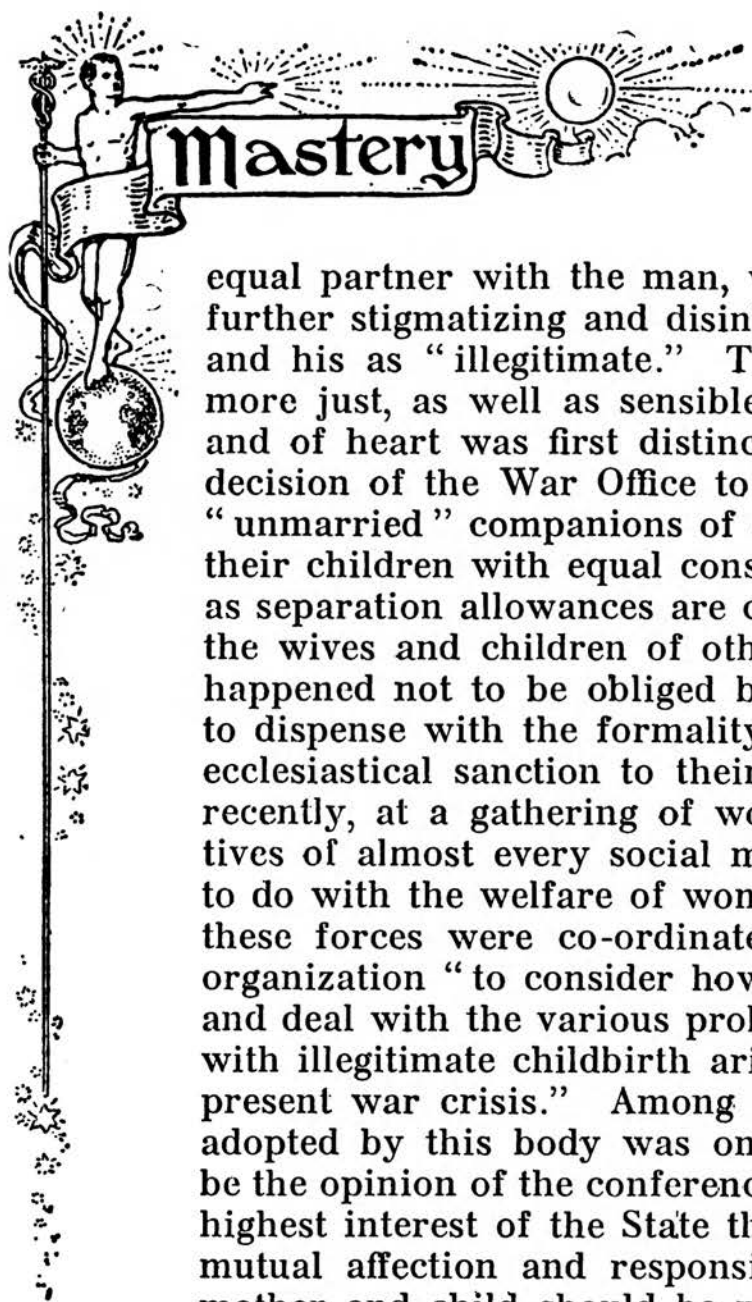 Mastery
equal partner with the man,
further stigmatizing and disin
and his as “illegitimate.” T
more just, as well as sensible
and of heart was first distinc
decision of the War Office to
“unmarried” companions of
their children with equal cons
as separation allowances are
the wives and children of oth
happened not to be obliged b
to dispense with the formality
ecclesiastical sanction to their
recently, at a gathering of wo
tives of almost every social m
to do with the welfare of wom
these forces were co-ordinate
organization “to consider how
and deal with the various prob
with illegitimate childbirth ari
present war crisis.” Among
adopted by this body was on
be the opinion of the conferenc
highest interest of the State th
mutual affection and responsi
mother and child should be